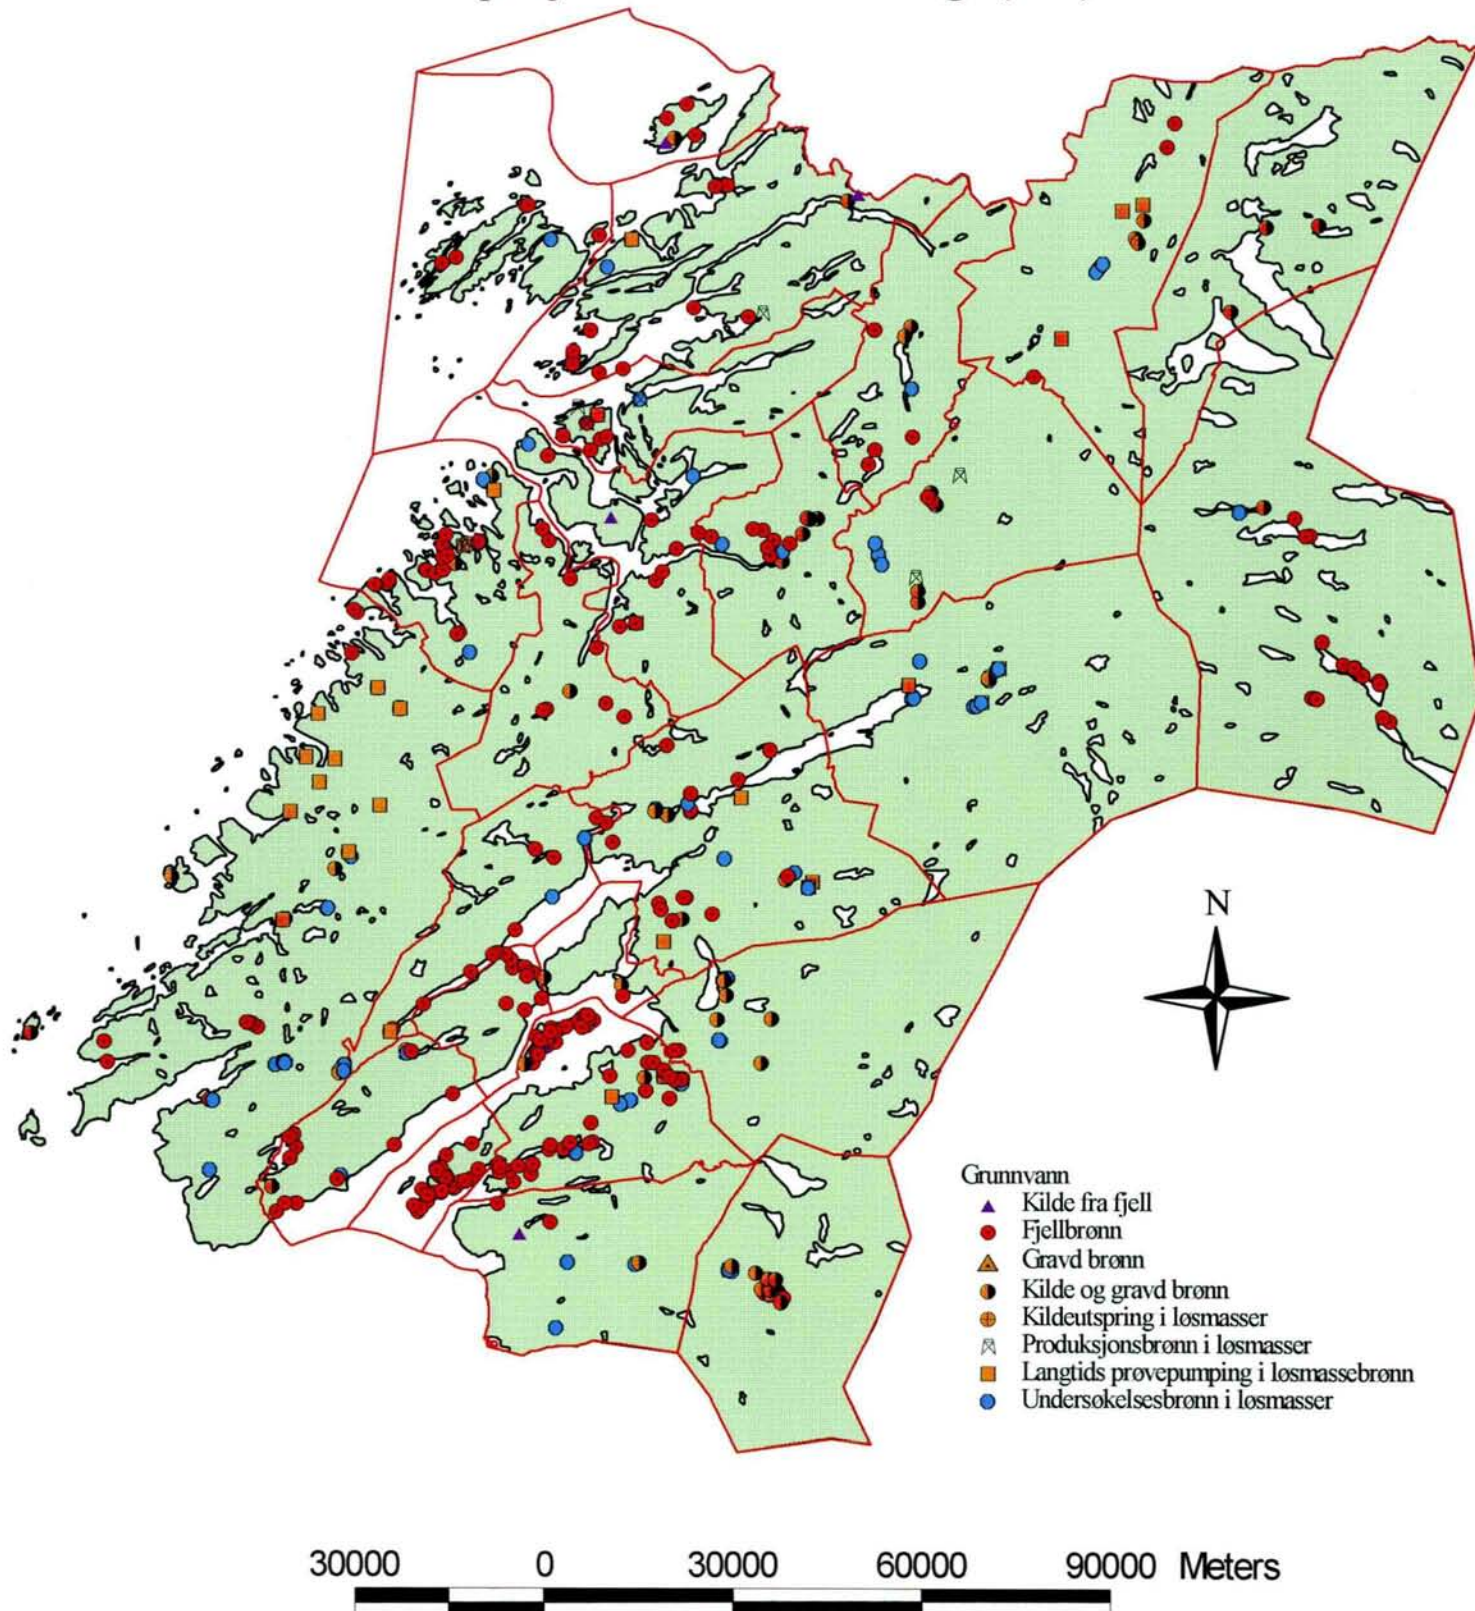 N
Grunnvann
Kilde fra fjell
Fjellbrønn
Gravd brønn
Kilde og gravd brønn
Kildeutspring i løsmasser
Produksjonsbrønn i løsmasser
Langtids prøvepumping i løsmassebrønn
Undersøkelsesbrønn i løsmasser
30000 0 30000 60000 90000 Meters